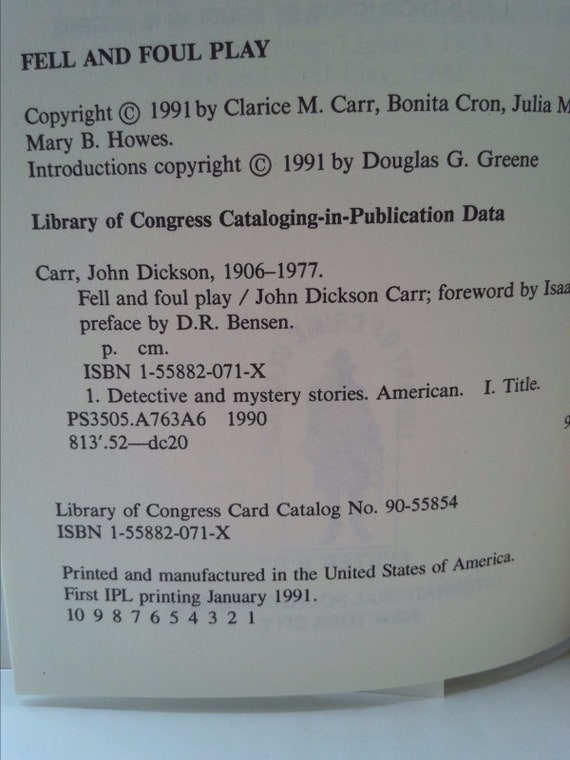 FELL AND FOUL PLAY
Copyright © 1991 by Clarice M. Carr, Bonita Cron, Julia M
Mary B. Howes.
Introductions copyright © 1991 by Douglas G. Greene
Library of Congress Cataloging-in-Publication Data
Carr, John Dickson, 1906–1977.
Fell and foul play / John Dickson Carr; foreword by Isaa
preface by D.R. Bensen.
p. cm.
ISBN 1-55882-071-X
1. Detective and mystery stories. American. I. Title.
PS3505.A763A6 1990
813'.52—dc20
9
Library of Congress Card Catalog No. 90-55854
ISBN 1-55882-071-X
Printed and manufactured in the United States of America.
First IPL printing January 1991.
10 9 8 7 6 5 4 3 2 1